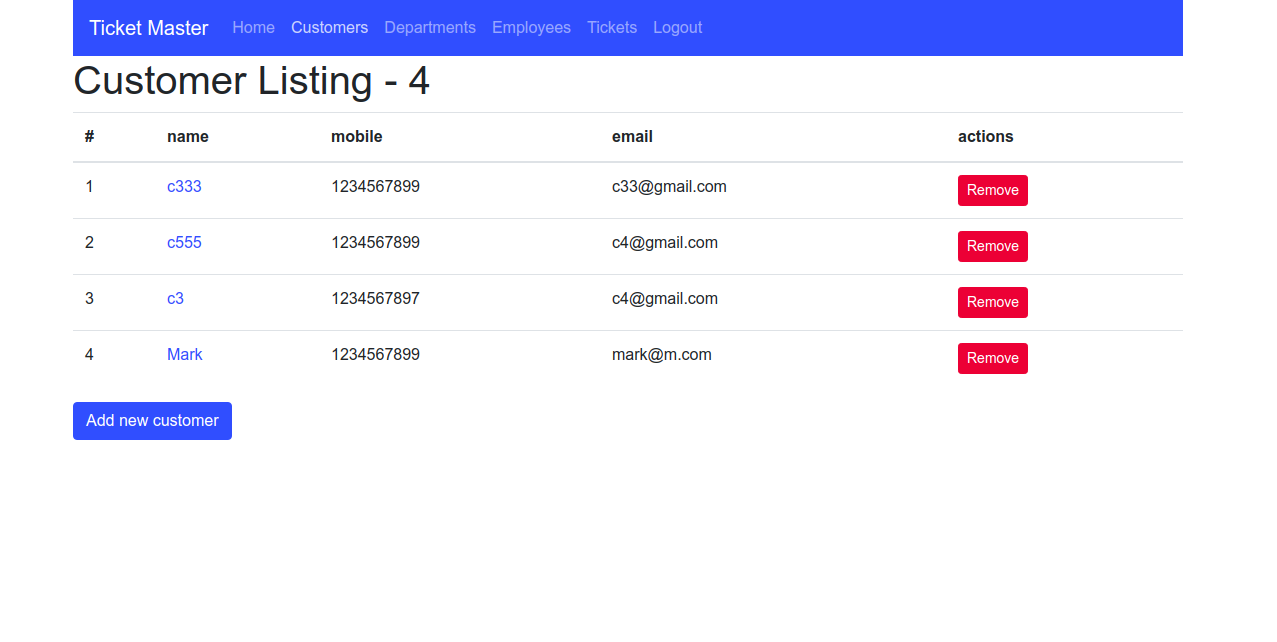 Ticket Master Home Customers Departments Employees Tickets Logout
Customer Listing - 4
# name mobile email actions
1 c333 1234567899 c33@gmail.com Remove
2 c555 1234567899 c4@gmail.com Remove
3 c3 1234567897 c4@gmail.com Remove
4 Mark 1234567899 mark@m.com Remove
Add new customer